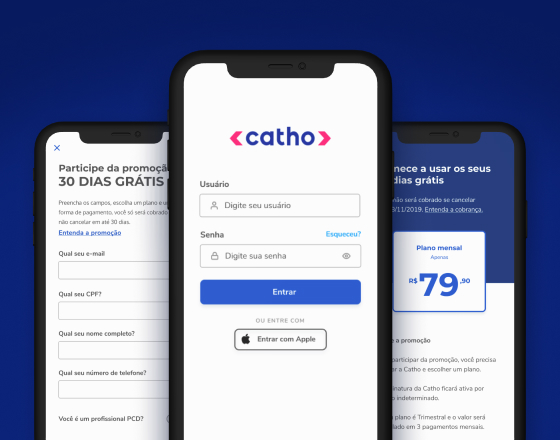 Participe da promoção
30 DIAS GRÁTIS
Preencha os campos, escolha um plano e
forma de pagamento, você só será cobrado
não cancelar em até 30 dias.
Entenda a promoção
Qual seu e-mail
Qual seu CPF?
Qual seu nome completo?
Qual seu número de telefone?
Você é um profissional PCD?
catho
Usuário
Digite seu usuário
Senha
Esqueceu?
Digite sua senha
Entrar
OU ENTRE COM
Entrar com Apple
nece a usar os seus
dias grátis
não será cobrado se cancelar
/11/2019. Entenda a cobrança.
Plano mensal
Apenas
R$79,90
e a promoção
participar da promoção, você precisa
ar a Catho e escolher um plano.
inatura da Catho ficará ativa por
o indeterminado.
plano é Trimestral e o valor será
lado em 3 pagamentos mensais.